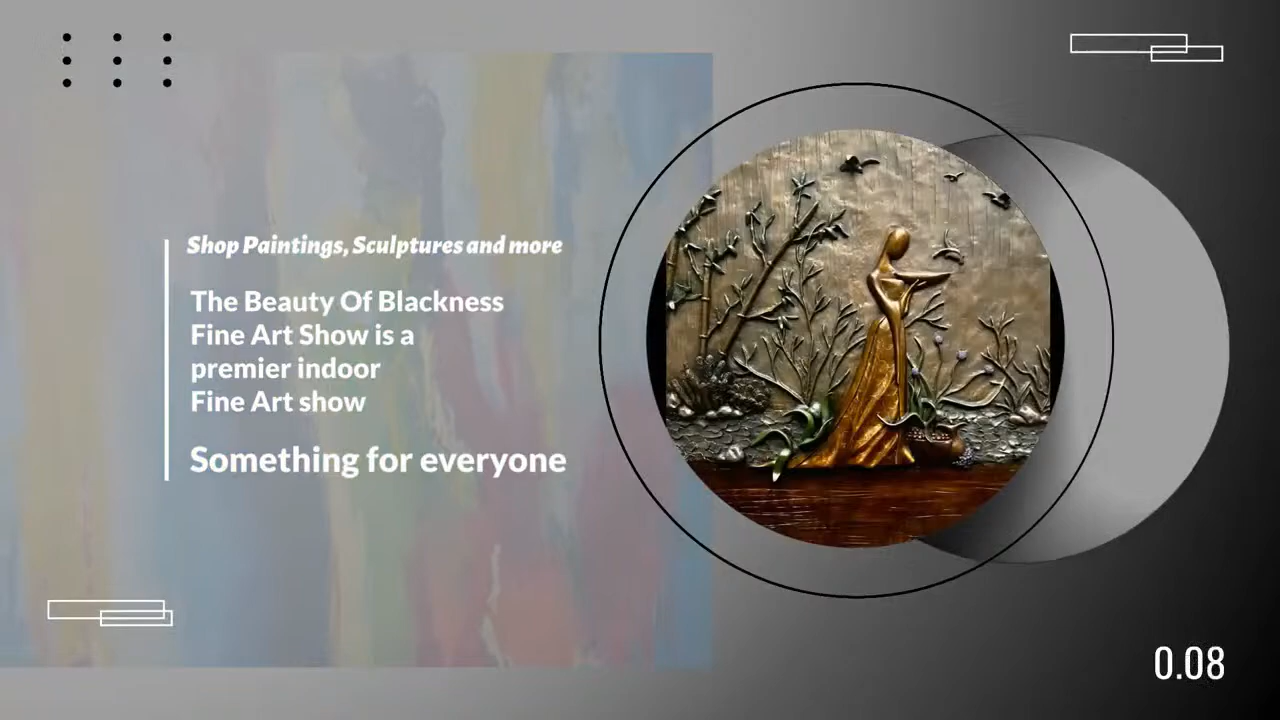 Shop Paintings, Sculptures and more
The Beauty Of Blackness
Fine Art Show is a
premier indoor
Fine Art show
Something for everyone
0.08